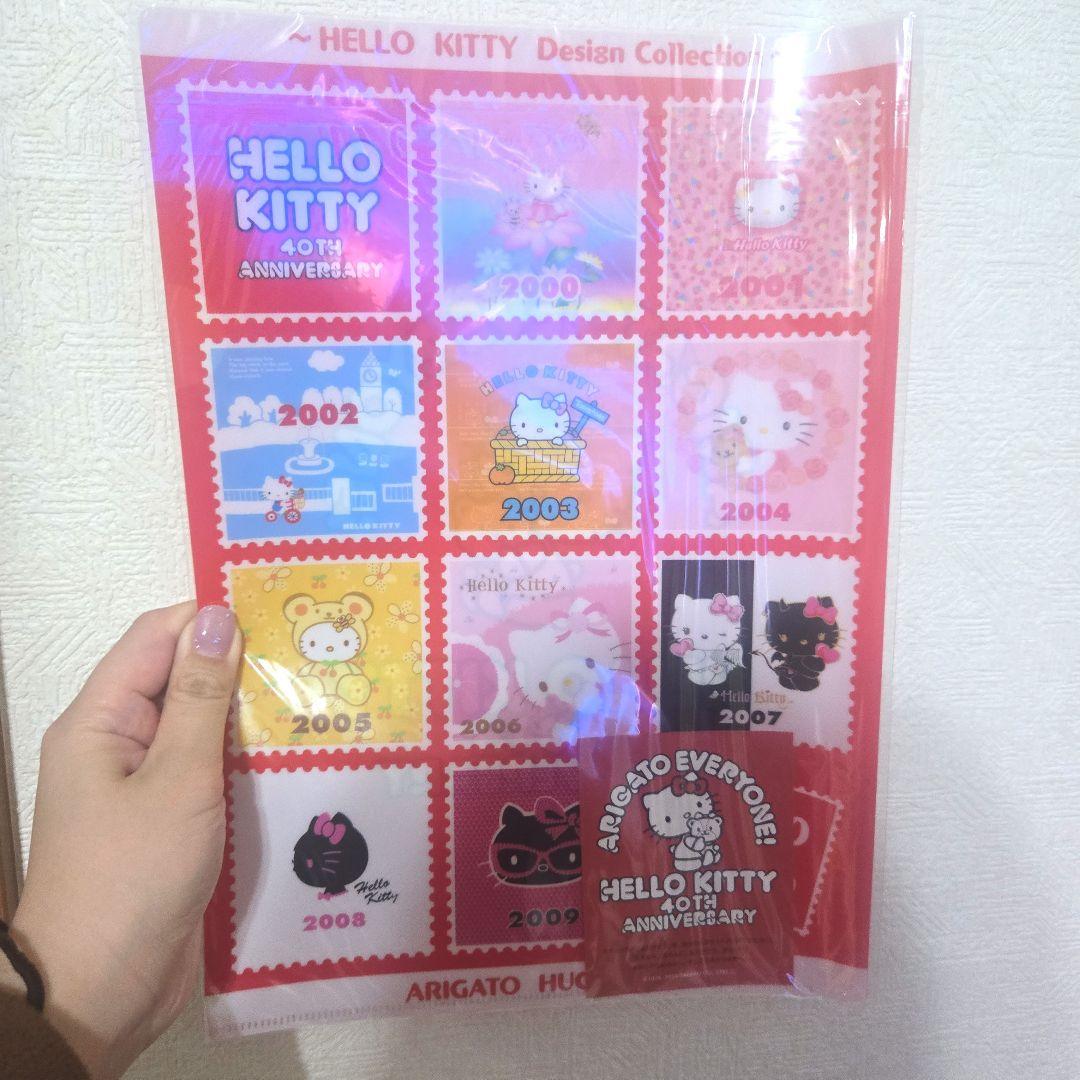 ~ HELLO KITTY Design Collection
HELLO
KITTY
40TH
ANNIVERSARY
2000
Hello Kitty
2001
2002
HELLO KITTY
HELLO KITTY
2003
2004
2005
Hello Kitty
2006
Hello Kitty
2007
Hello
Kitty
2008
2009
ARIGATO EVERYONE!
HELLO KITTY
40TH
ANNIVERSARY
ARIGATO HUG